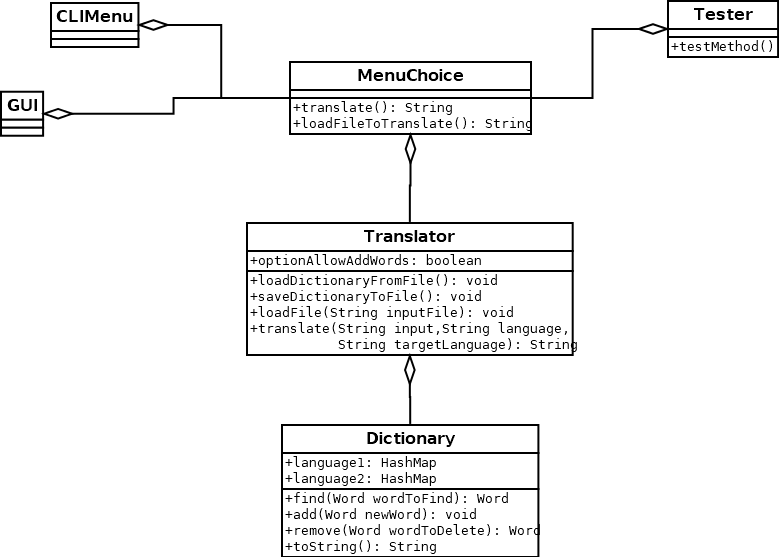 CLIMenu
Tester
+testMethod()
MenuChoice
+translate(): String
+loadFileToTranslate(): String
GUI
Translator
+optionAllowAddWords: boolean
+loadDictionaryFromFile(): void
+saveDictionaryToFile(): void
+loadFile(String inputFile): void
+translate(String input,String language,
String targetLanguage): String
Dictionary
+language1: HashMap
+language2: HashMap
+find(Word wordToFind): Word
+add(Word newWord): void
+remove(Word wordToDelete): Word
+toString(): String